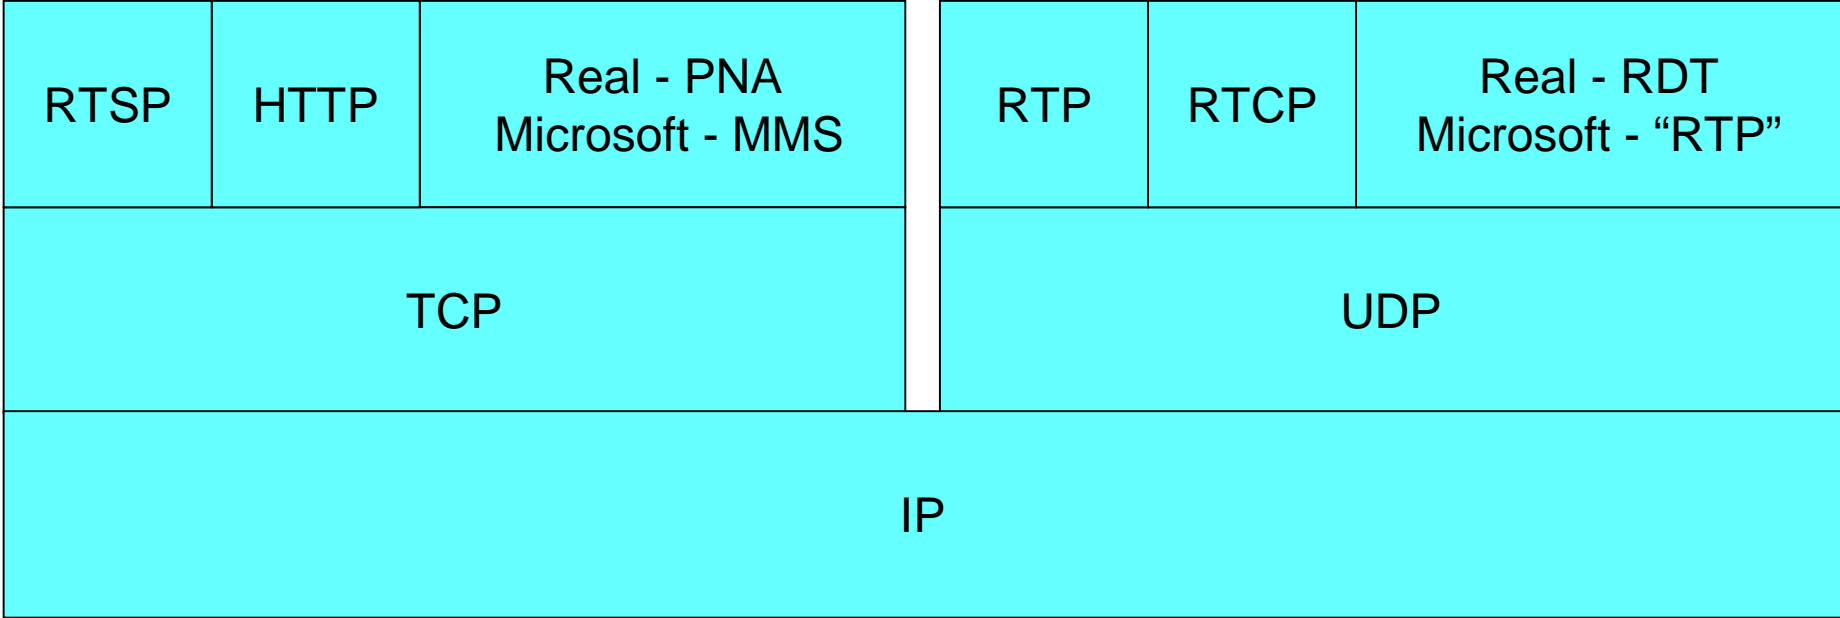 RTSP
HTTP
Real - PNA
Microsoft - MMS
RTP
RTCP
Real - RDT
Microsoft - “RTP”
TCP
UDP
IP